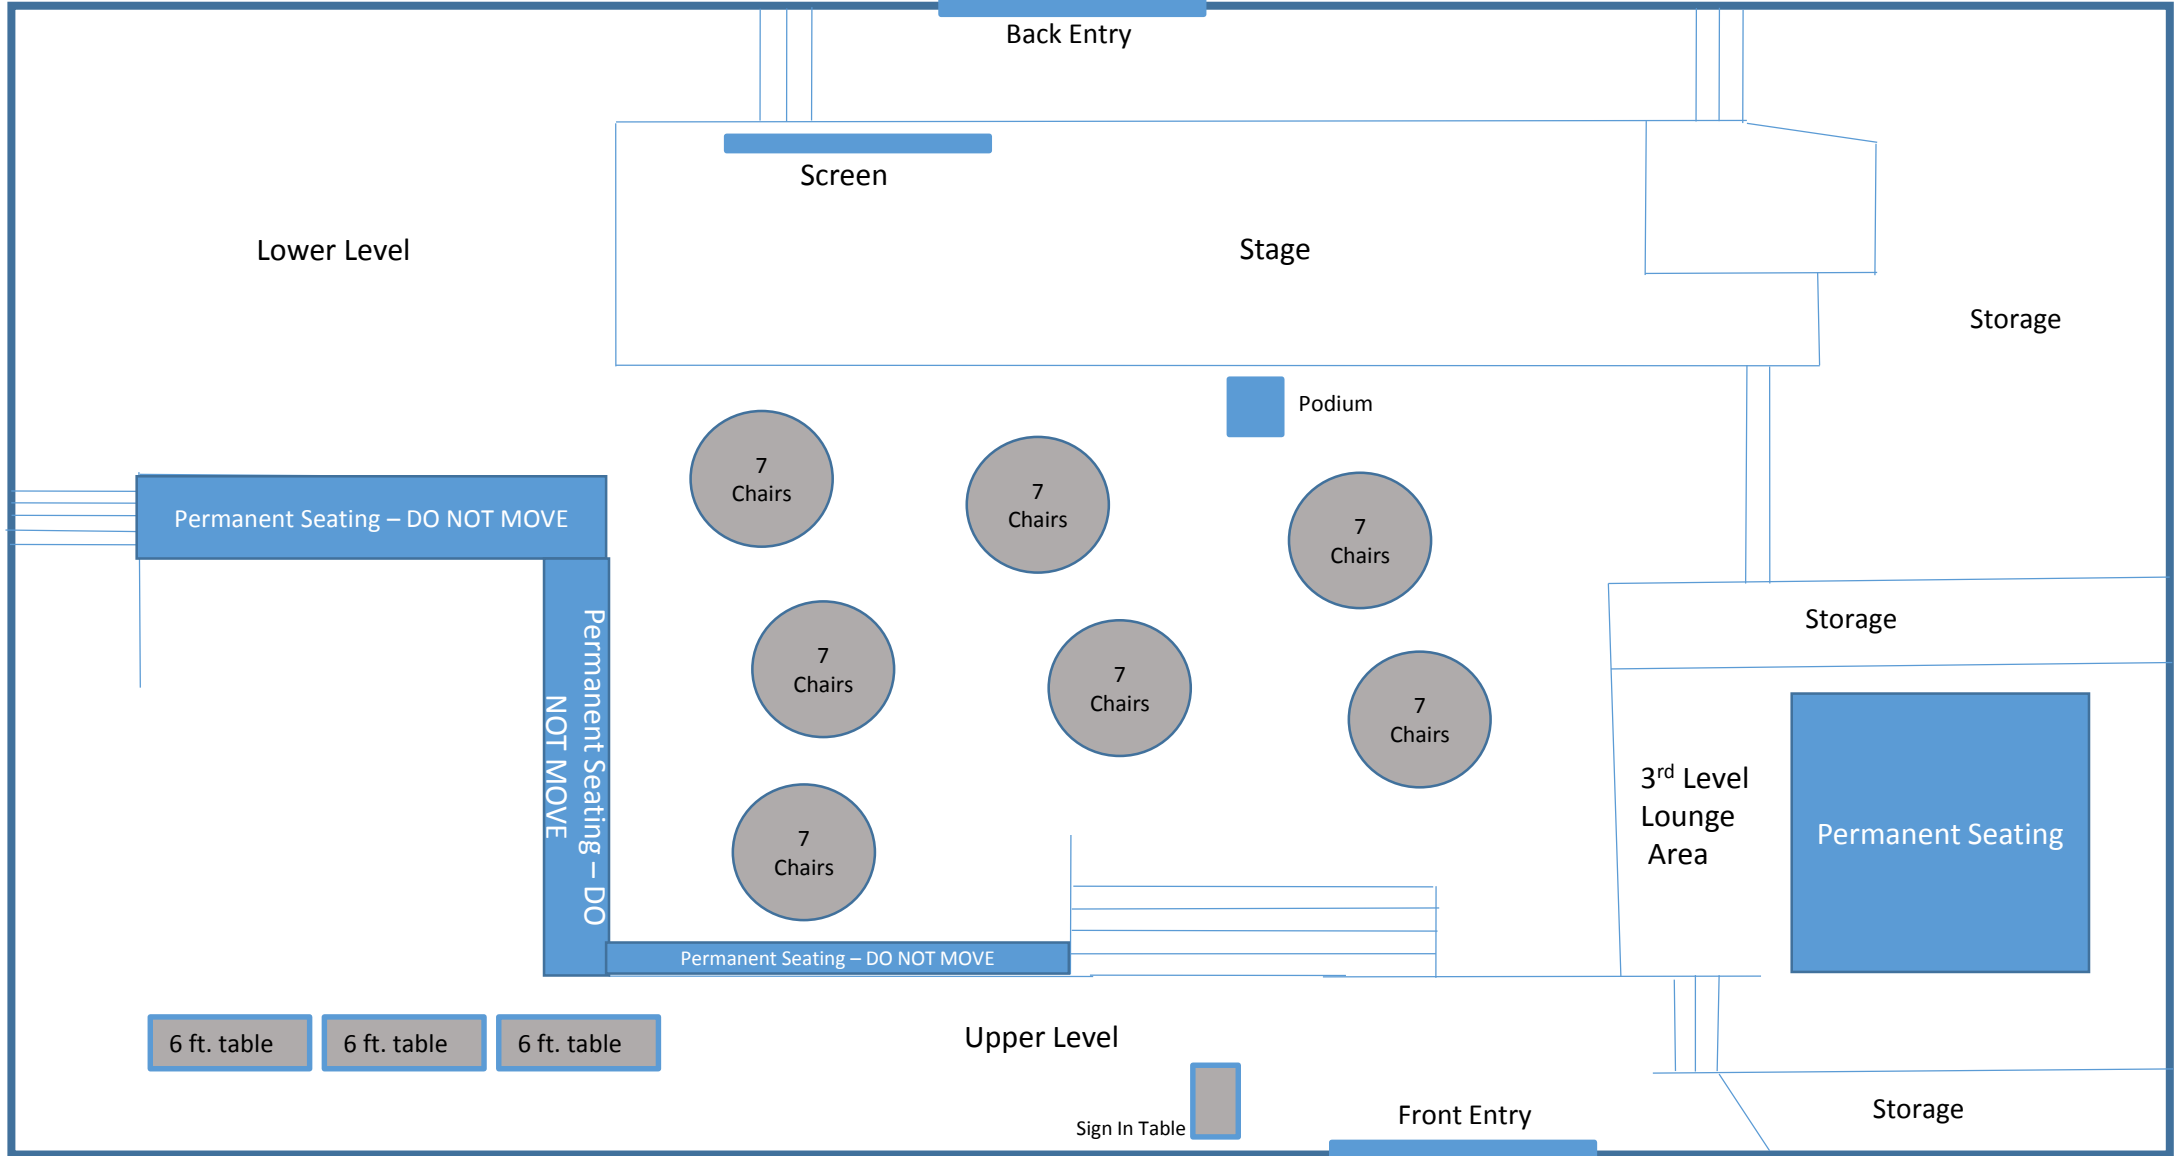 Back Entry
Screen
Lower Level
Stage
Storage
Podium
7
Chairs
7
Chairs
7
Chairs
Permanent Seating – DO NOT MOVE
Permanent Seating – DO
NOT MOVE
7
Chairs
7
Chairs
7
Chairs
Storage
3rd Level
Lounge
Area
Permanent Seating
7
Chairs
Permanent Seating – DO NOT MOVE
6 ft. table
6 ft. table
6 ft. table
Upper Level
Sign In Table
Front Entry
Storage